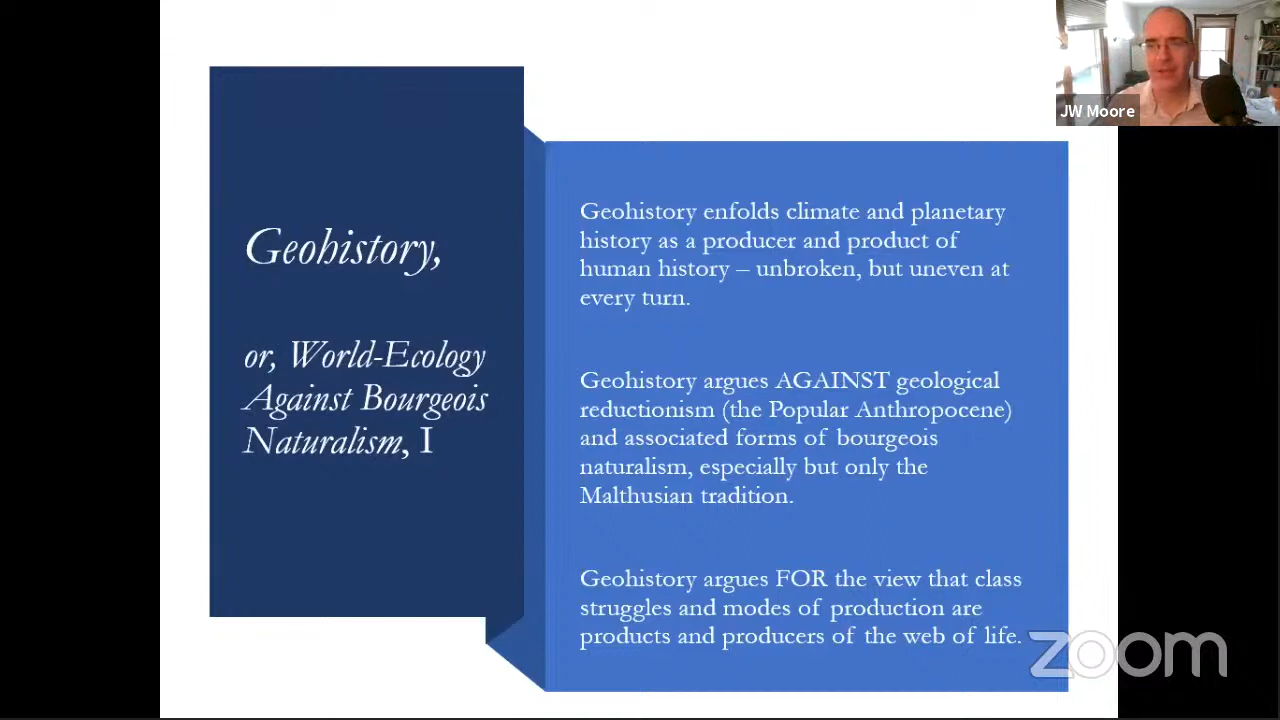 JW Moore
Geohistory,
or, World-Ecology
Against Bourgeois
Naturalism, I
Geohistory enfolds climate and planetary
history as a producer and product of
human history – unbroken, but uneven at
every turn.
Geohistory argues AGAINST geological
reductionism (the Popular Anthropocene)
and associated forms of bourgeois
naturalism, especially but only the
Malthusian tradition.
Geohistory argues FOR the view that class
struggles and modes of production are
products and producers of the web of life.
zoom